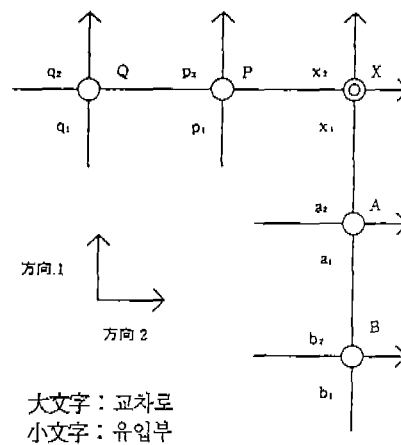 q₂ Q p₂ P x₂ X
q₁ p₁ x₁
a₂ A
a₁
方向.1
方向 2
b₂ B
b₁
大文字 : 교차로
小文字 : 유입부